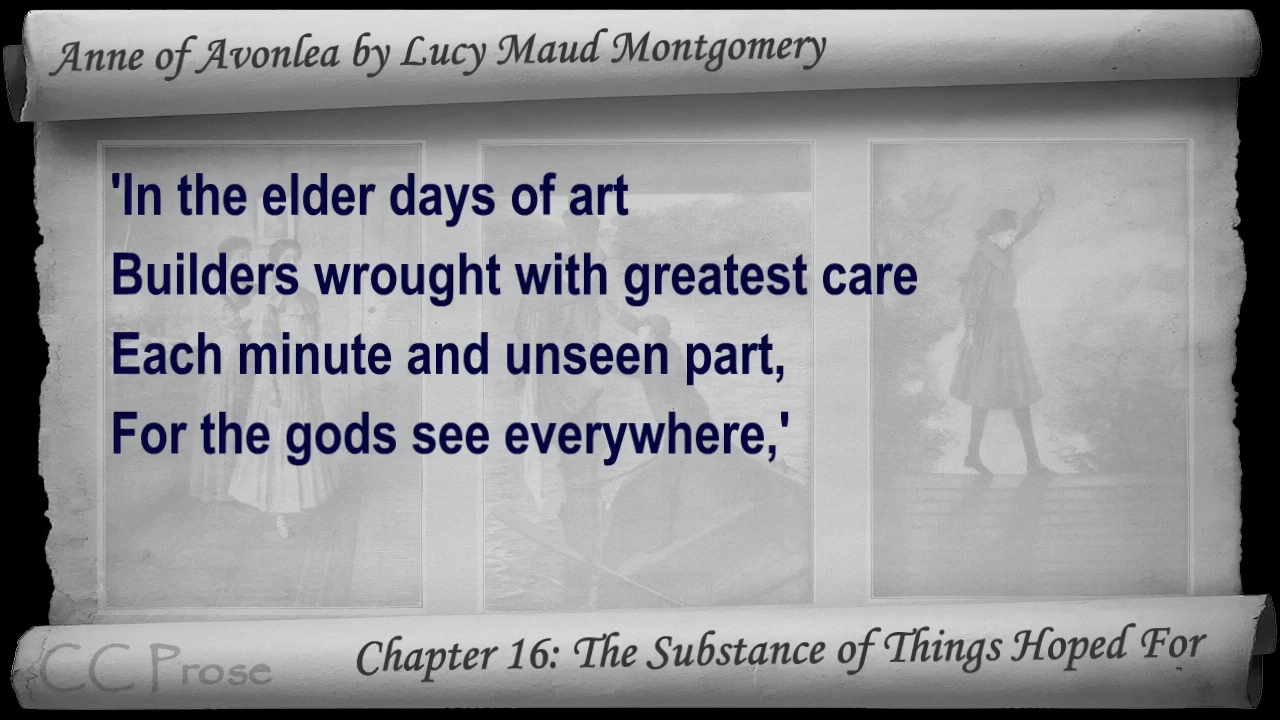 Anne of Avonlea by Lucy Maud Montgomery
'In the elder days of art
Builders wrought with greatest care
Each minute and unseen part,
For the gods see everywhere,'
CC Prose
Chapter 16: The Substance of Things Hoped For